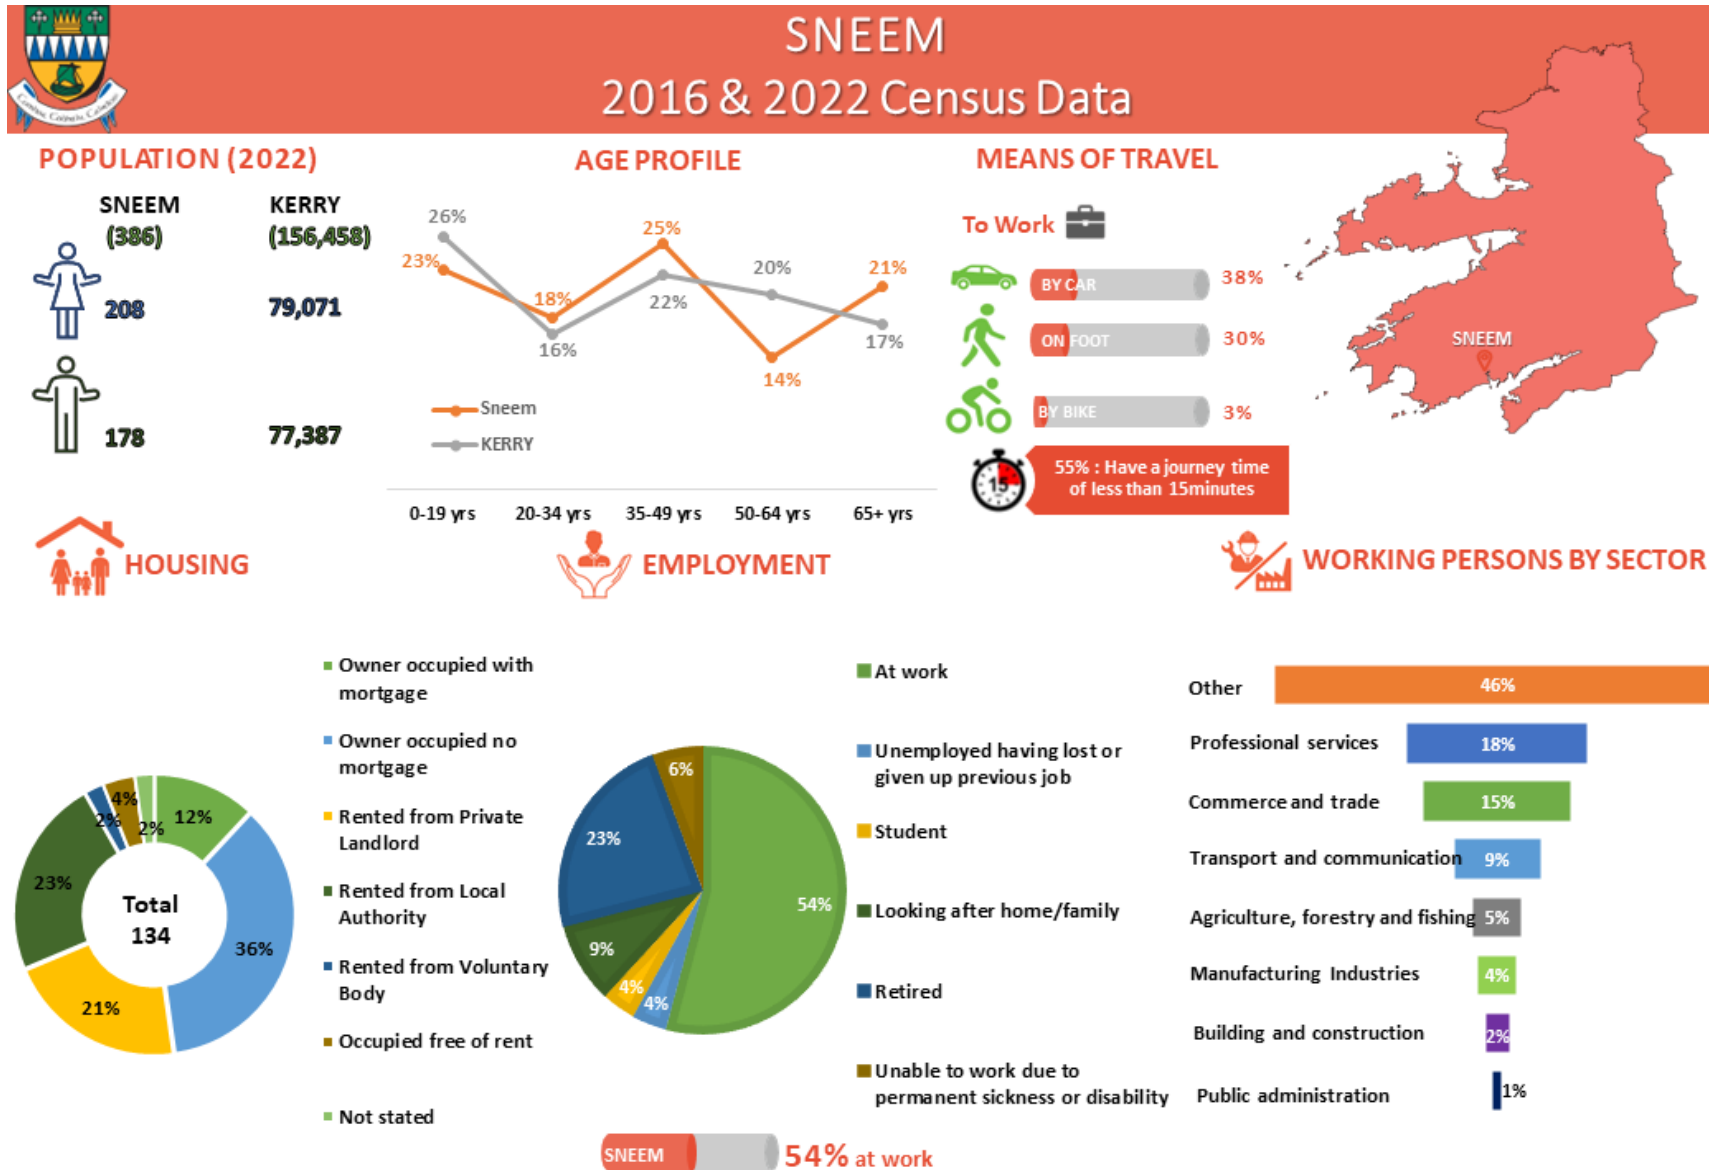 SNEEM
2016 & 2022 Census Data
POPULATION (2022)
SNEEM
(386)
KERRY
(156,458)
208
79,071
178
77,387
AGE PROFILE
26%
23%
18%
16%
25%
22%
20%
14%
21%
17%
Sneem
KERRY
0-19 yrs
20-34 yrs
35-49 yrs
50-64 yrs
65+ yrs
MEANS OF TRAVEL
To Work
BY CAR
38%
ON FOOT
30%
BY BIKE
3%
15
55% : Have a journey time
of less than 15minutes
SNEEM
HOUSING
12%
36%
21%
23%
2%
4%
2%
Total
134
Owner occupied with
mortgage
Owner occupied no
mortgage
Rented from Private
Landlord
Rented from Local
Authority
Rented from Voluntary
Body
Occupied free of rent
Not stated
EMPLOYMENT
54%
4%
4%
9%
23%
6%
At work
Unemployed having lost or
given up previous job
Student
Looking after home/family
Retired
Unable to work due to
permanent sickness or disability
SNEEM
54% at work
WORKING PERSONS BY SECTOR
Other
46%
Professional services
18%
Commerce and trade
15%
Transport and communication
9%
Agriculture, forestry and fishing
5%
Manufacturing Industries
4%
Building and construction
2%
Public administration
1%